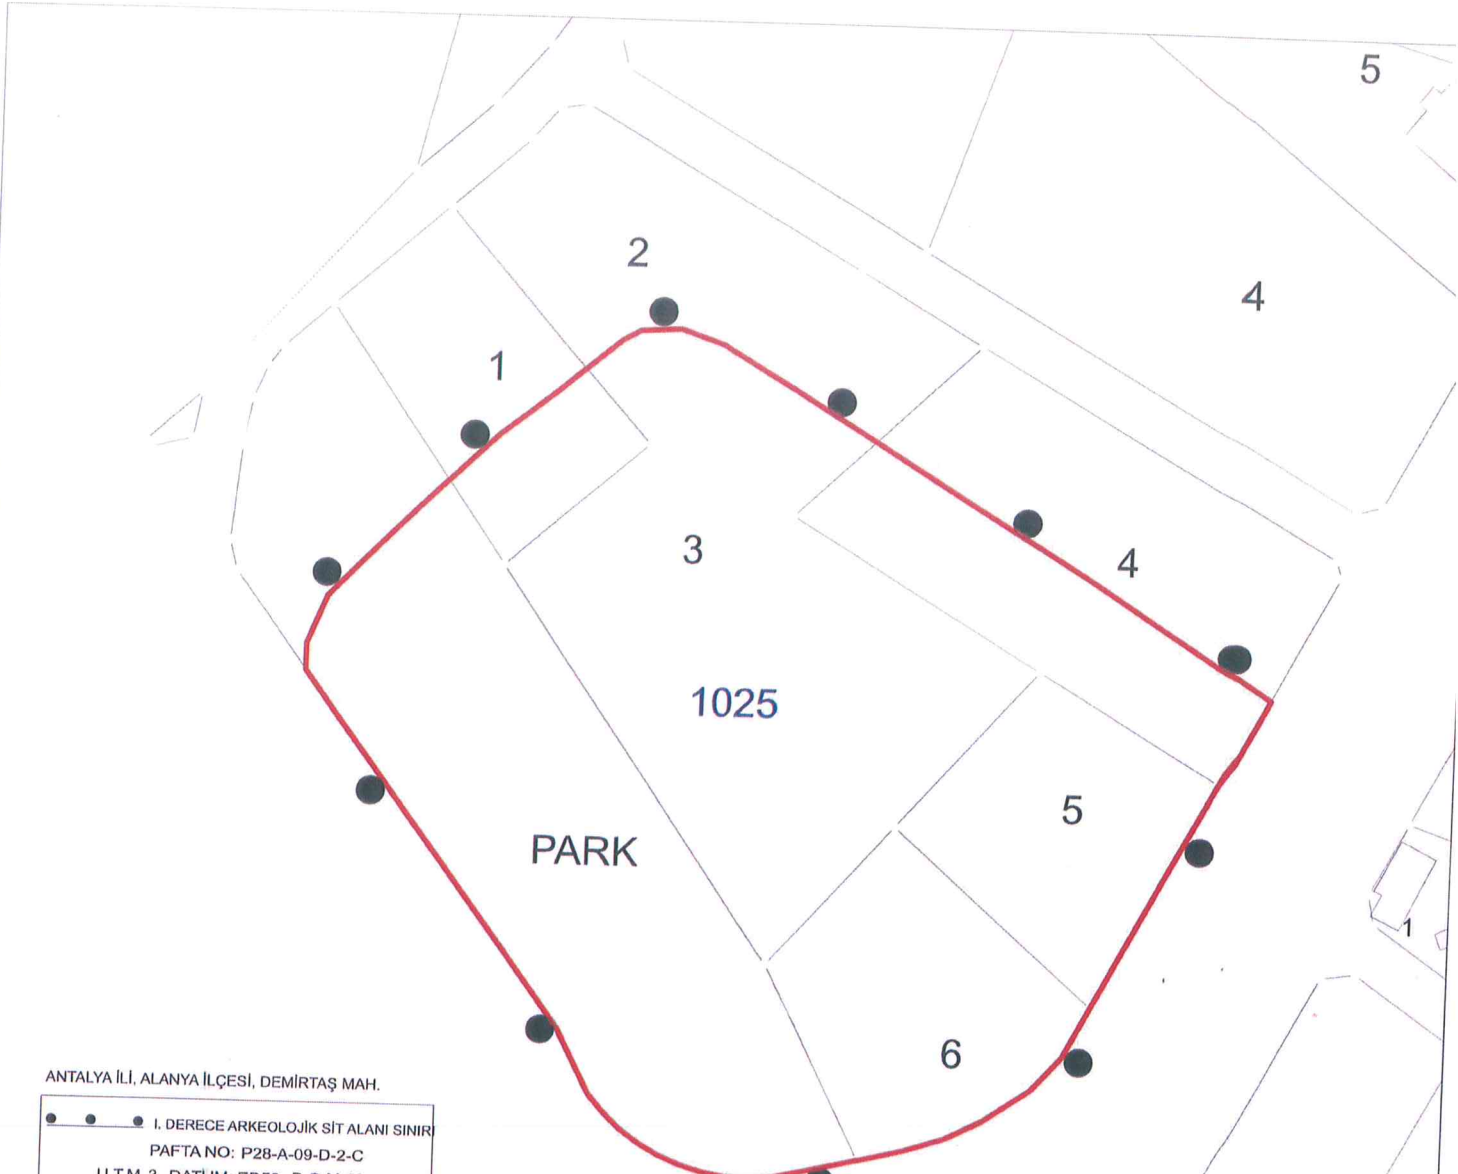 5
2
4
1
3
4
1025
5
PARK
1
6
ANTALYA İLİ, ALANYA İLÇESİ, DEMİRTAŞ MAH.
I. DERECE ARKEOLOJİK SİT ALANI SINIRI
PAFTA NO: P28-A-09-D-2-C